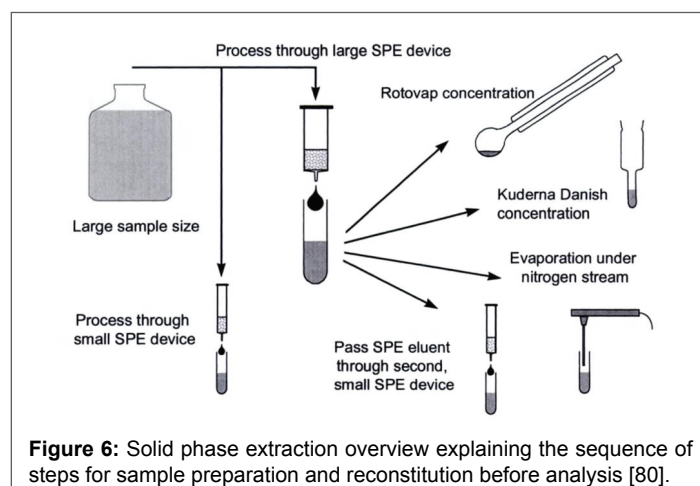 Process through large SPE device
Rotovap concentration
Large sample size
Kuderna Danish
concentration
Evaporation under
nitrogen stream
Process through
small SPE device
Pass SPE eluent
through second,
small SPE device
Figure 6: Solid phase extraction overview explaining the sequence of
steps for sample preparation and reconstitution before analysis [80].